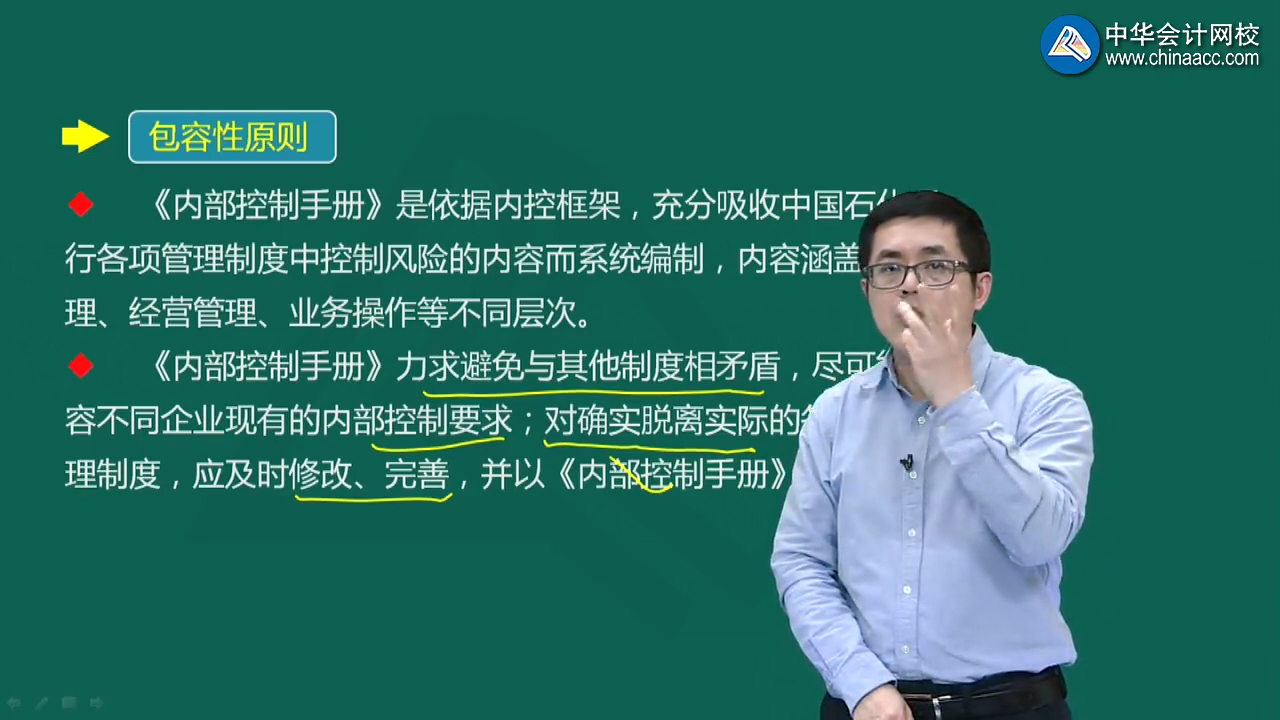 中华会计网校
www.chinaacc.com
包容性原则
《内部控制手册》是依据内控框架，充分吸收中国石
行各项管理制度中控制风险的内容而系统编制，内容涵盖
理、经营管理、业务操作等不同层次。
《内部控制手册》力求避免与其他制度相矛盾，尽可
容不同企业现有的内部控制要求；对确实脱离实际的
理制度，应及时修改、完善，并以《内部控制手册》